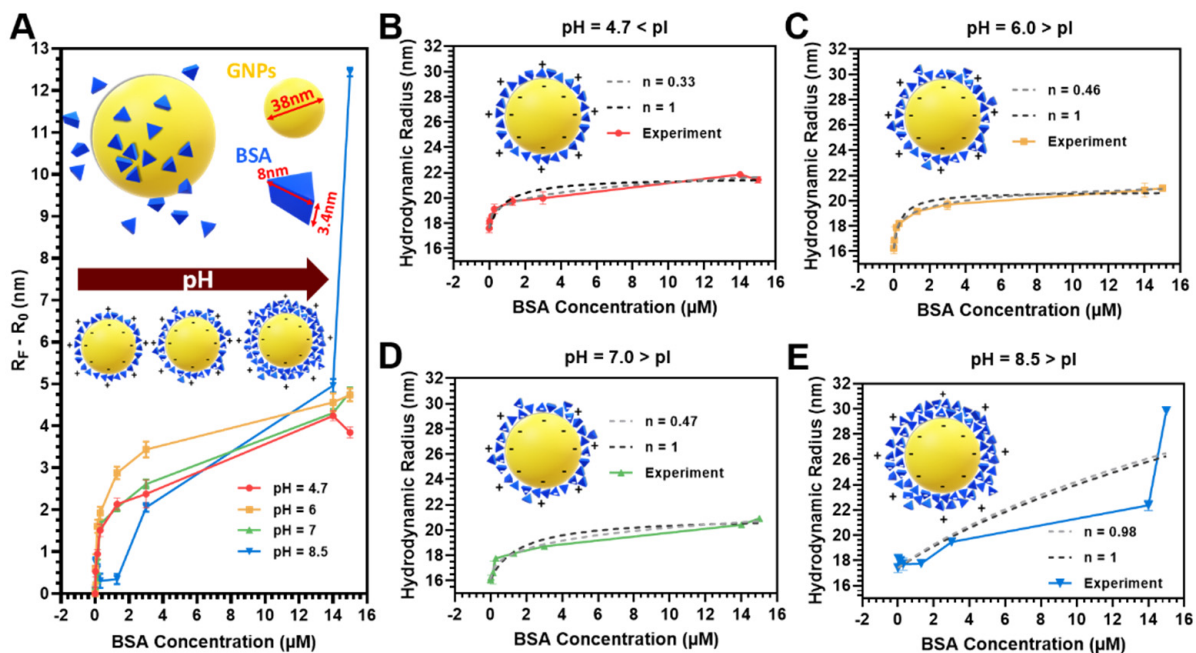 A
R_F - R_0 (nm)
13
12
11
10
9
8
7
6
5
4
3
2
1
0
GNPs
38nm
BSA
8nm
3.4nm
pH
pH = 4.7
pH = 6
pH = 7
pH = 8.5
-2 0 2 4 6 8 10 12 14 16
BSA Concentration (µM)
B
pH = 4.7 < pI
Hydrodynamic Radius (nm)
32
30
28
26
24
22
20
18
16
n = 0.33
n = 1
Experiment
-2 0 2 4 6 8 10 12 14 16
BSA Concentration (µM)
C
pH = 6.0 > pI
Hydrodynamic Radius (nm)
32
30
28
26
24
22
20
18
16
n = 0.46
n = 1
Experiment
-2 0 2 4 6 8 10 12 14 16
BSA Concentration (µM)
D
pH = 7.0 > pI
Hydrodynamic Radius (nm)
32
30
28
26
24
22
20
18
16
n = 0.47
n = 1
Experiment
-2 0 2 4 6 8 10 12 14 16
BSA Concentration (µM)
E
pH = 8.5 > pI
Hydrodynamic Radius (nm)
32
30
28
26
24
22
20
18
16
n = 0.98
n = 1
Experiment
-2 0 2 4 6 8 10 12 14 16
BSA Concentration (µM)